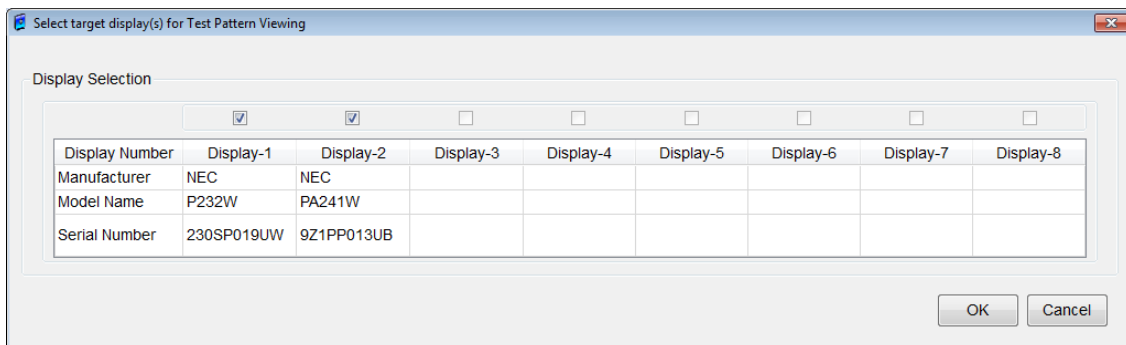 Select target display(s) for Test Pattern Viewing
Display Selection
Display Number Display-1 Display-2 Display-3 Display-4 Display-5 Display-6 Display-7 Display-8
Manufacturer NEC NEC
Model Name P232W PA241W
Serial Number 230SP019UW 9Z1PP013UB
OK Cancel